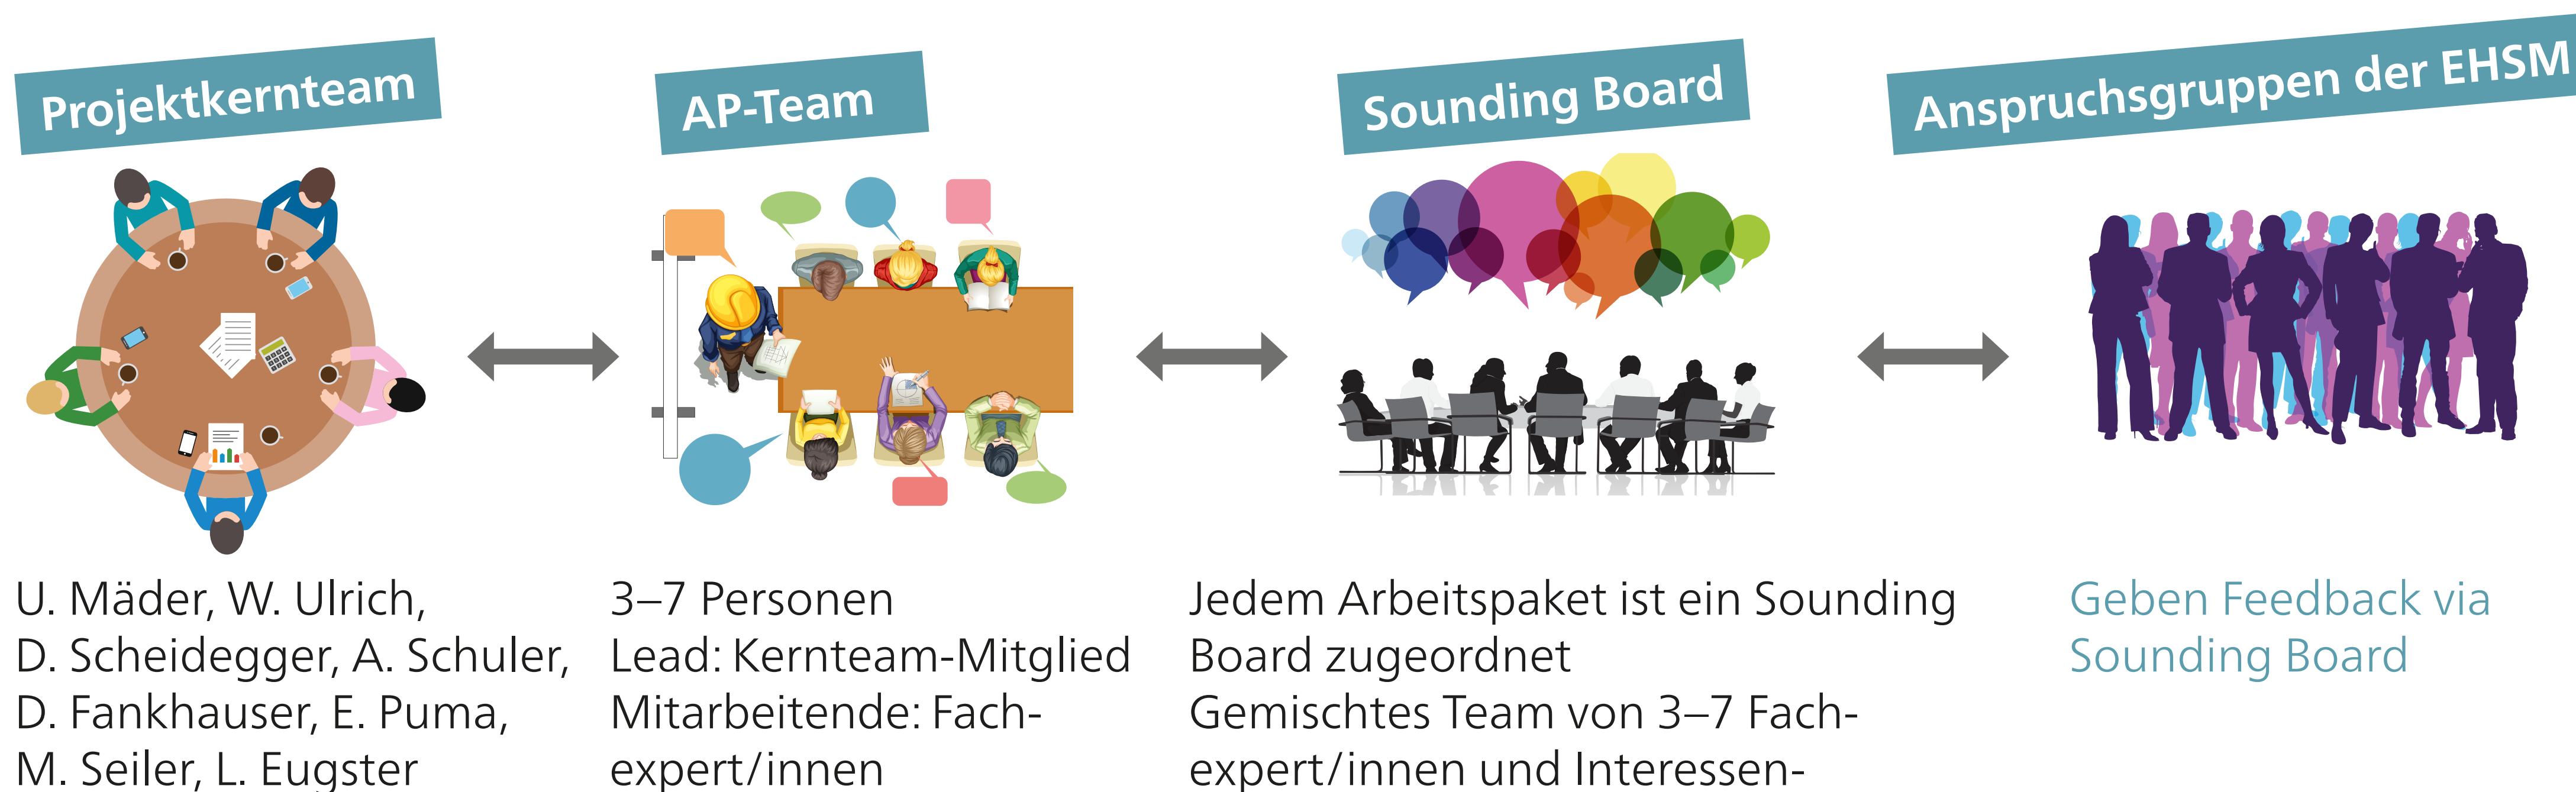 Projektkernteam
AP-Team
Sounding Board
Anspruchsgruppen der EHSM
U. Mäder, W. Ulrich,
D. Scheidegger, A. Schuler,
D. Fankhauser, E. Puma,
M. Seiler, L. Eugster
3–7 Personen
Lead: Kernteam-Mitglied
Mitarbeitende: Fach-
expert/innen
Jedem Arbeitspaket ist ein Sounding
Board zugeordnet
Gemischtes Team von 3–7 Fach-
expert/innen und Interessen-
Geben Feedback via
Sounding Board